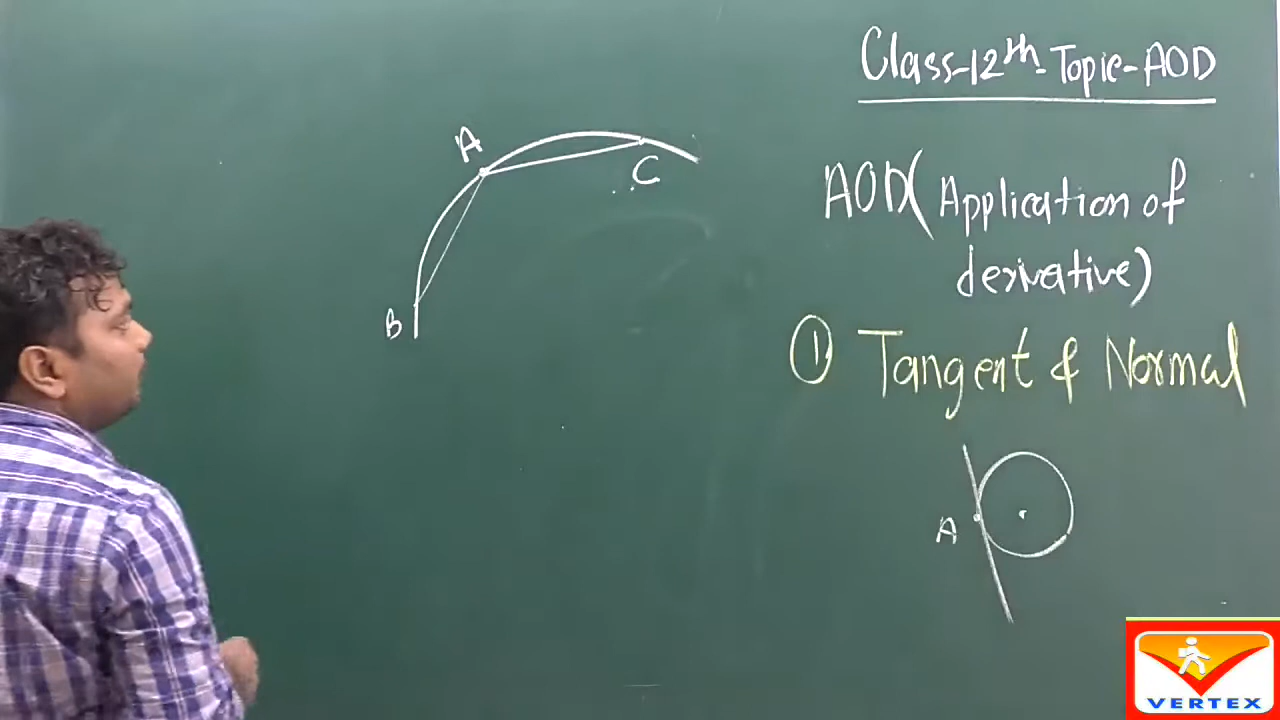 Class-12th-Topic-AOD
AOD(Application of
derivative)
① Tangent & Normal
A
C
B
A
VERTEX